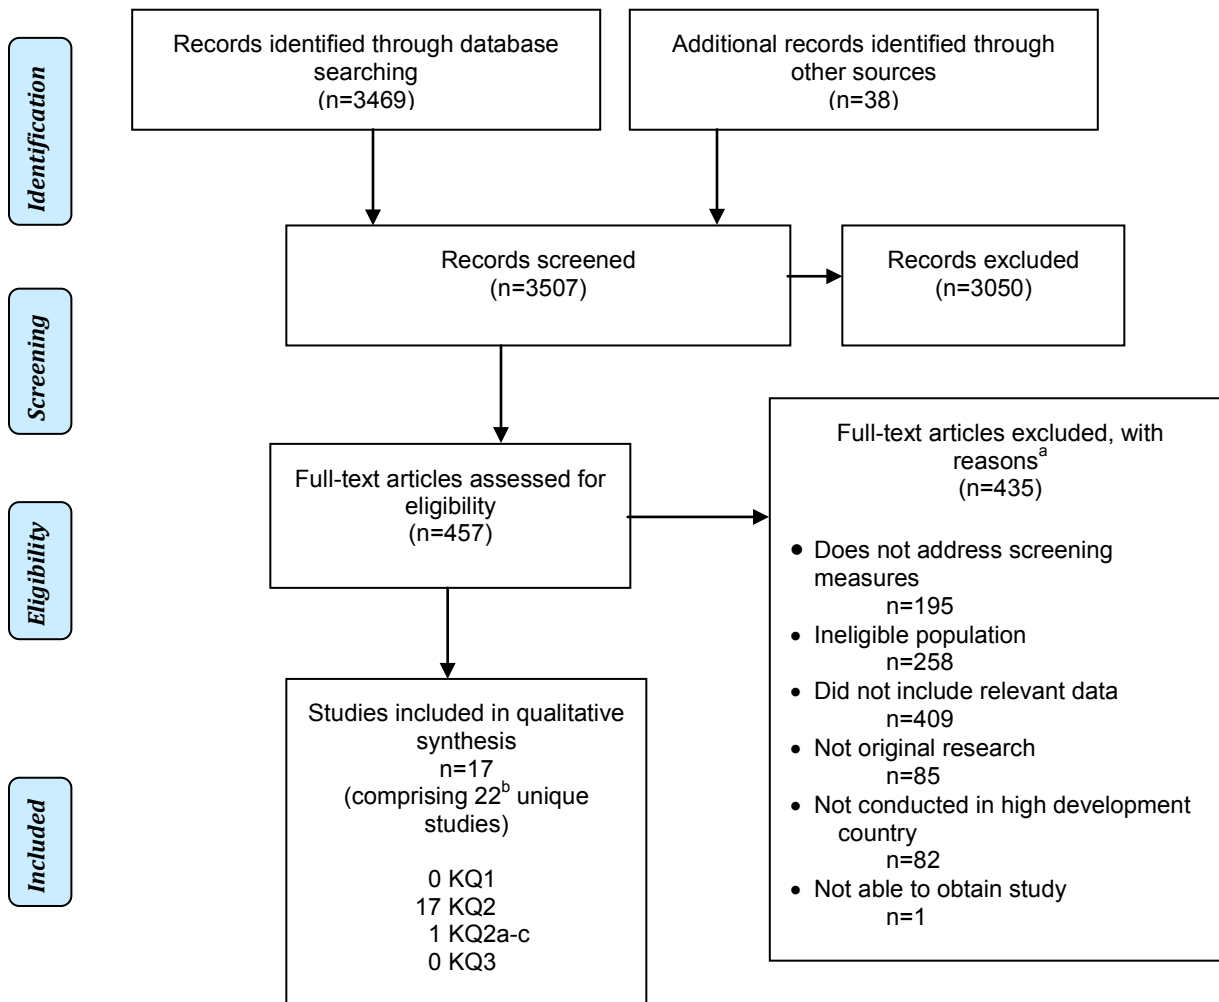 Identification
Records identified through database
searching
(n=3469)
Additional records identified through
other sources
(n=38)
Screening
Records screened
(n=3507)
Records excluded
(n=3050)
Eligibility
Full-text articles assessed for
eligibility
(n=457)
Full-text articles excluded, with
reasonsᵃ
(n=435)
• Does not address screening
measures
n=195
• Ineligible population
n=258
• Did not include relevant data
n=409
• Not original research
n=85
• Not conducted in high development
country
n=82
• Not able to obtain study
n=1
Included
Studies included in qualitative
synthesis
n=17
(comprising 22ᵇ unique
studies)
0 KQ1
17 KQ2
1 KQ2a-c
0 KQ3